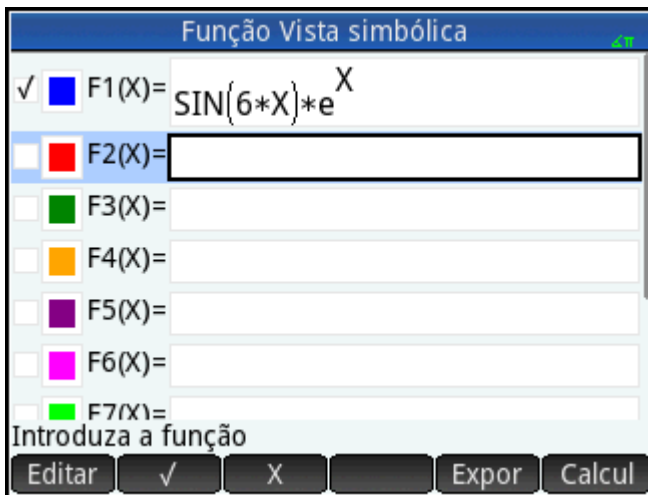 Função Vista simbólica
∡π
√ F1(X)= SIN(6*X)*e^X
F2(X)=
F3(X)=
F4(X)=
F5(X)=
F6(X)=
F7(X)=
Introduza a função
Editar √ X Expor Calcul